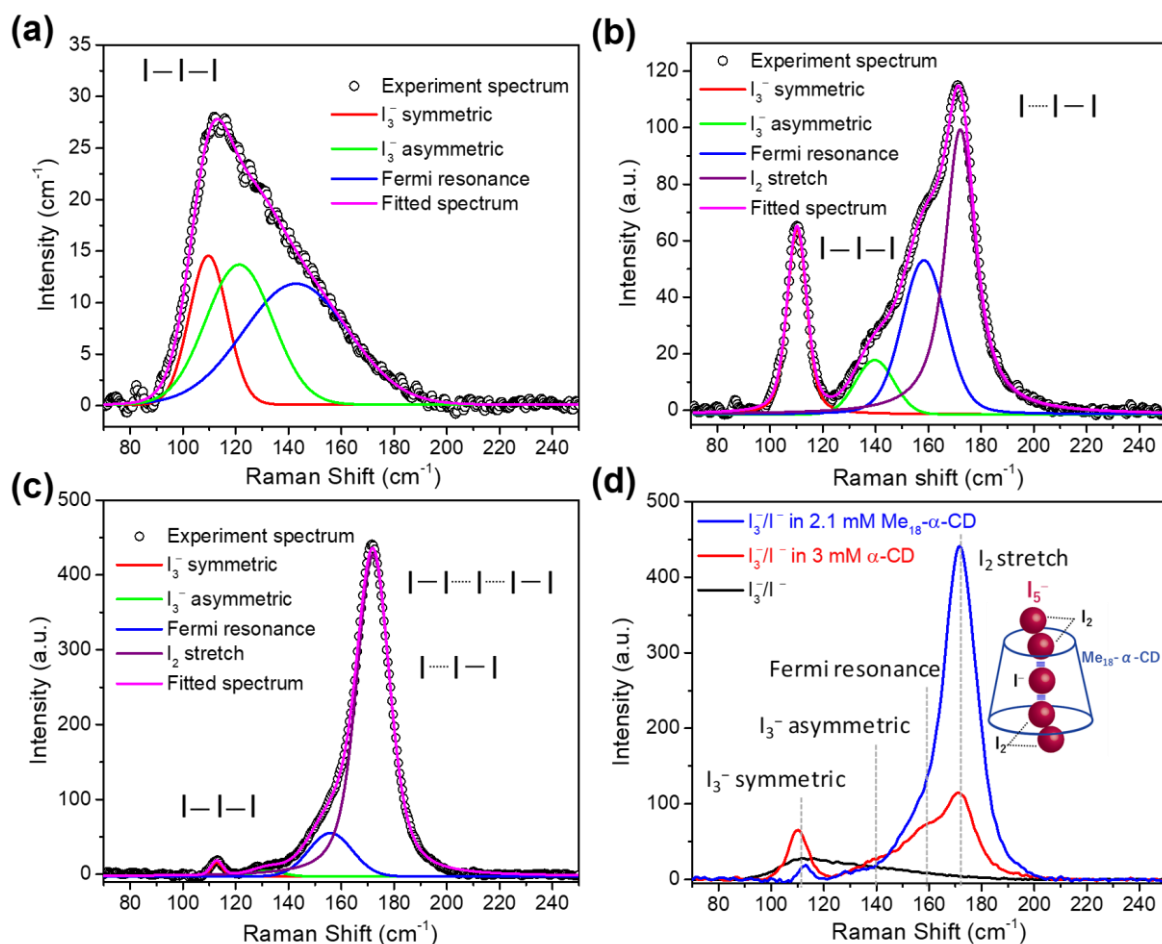 (a)
I — I — I
Experiment spectrum
I₃⁻ symmetric
I₃⁻ asymmetric
Fermi resonance
Fitted spectrum
Intensity (cm⁻¹)
35
30
25
20
15
10
5
0
80 100 120 140 160 180 200 220 240
Raman Shift (cm⁻¹)
(b)
Experiment spectrum
I₃⁻ symmetric
I₃⁻ asymmetric
Fermi resonance
I₂ stretch
Fitted spectrum
I ····· I — I
I — I — I
Intensity (a.u.)
120
100
80
60
40
20
0
80 100 120 140 160 180 200 220 240
Raman shift (cm⁻¹)
(c)
Experiment spectrum
I₃⁻ symmetric
I₃⁻ asymmetric
Fermi resonance
I₂ stretch
Fitted spectrum
I — I ····· I ····· I — I
I ····· I — I
I — I — I
Intensity (a.u.)
500
400
300
200
100
0
80 100 120 140 160 180 200 220 240
Raman Shift (cm⁻¹)
(d)
I₃⁻/I⁻ in 2.1 mM Me₁₈-α-CD
I₃⁻/I⁻ in 3 mM α-CD
I₃⁻/I⁻
I₂ stretch
I₅⁻
I₂
Me₁₈-α-CD
I⁻
I₂
Fermi resonance
I₃⁻ asymmetric
I₃⁻ symmetric
Intensity (a.u.)
500
400
300
200
100
0
80 100 120 140 160 180 200 220 240
Raman Shift (cm⁻¹)